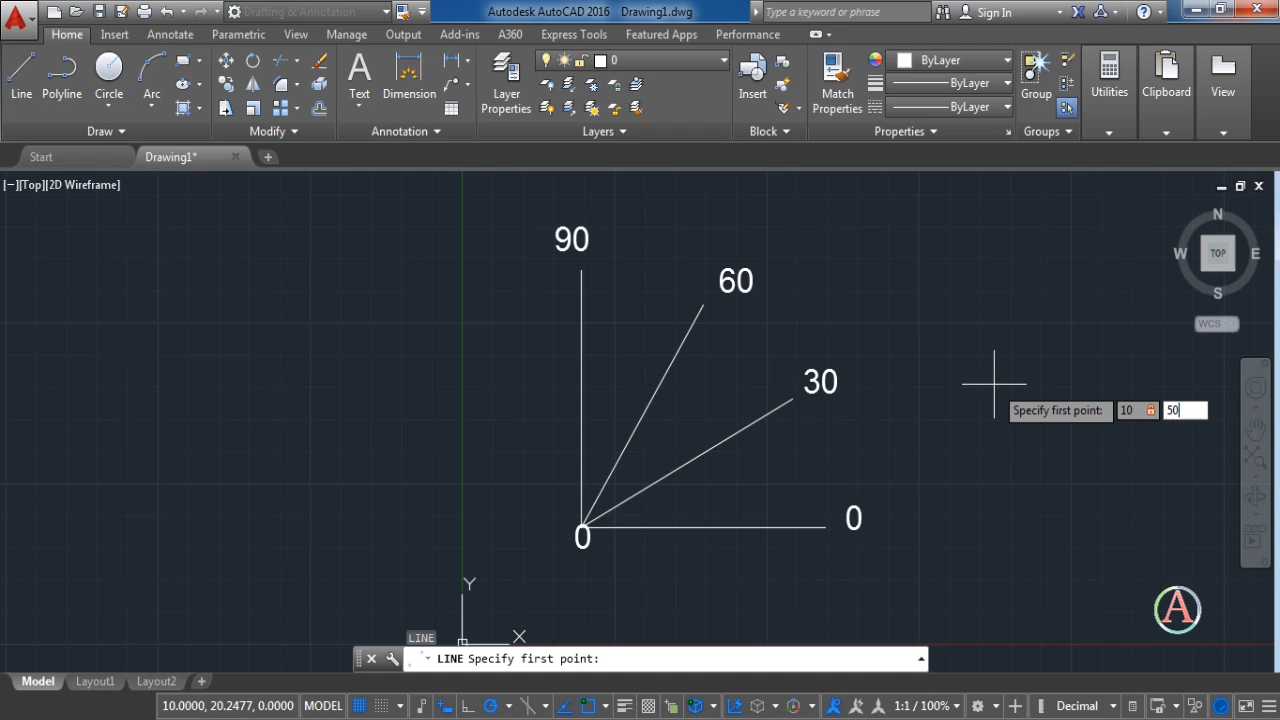 Drafting & Annotation
Autodesk AutoCAD 2016 Drawing1.dwg
Type a keyword or phrase
Sign In
Home Insert Annotate Parametric View Manage Output Add-ins A360 Express Tools Featured Apps Performance
Line Polyline Circle Arc
Text Dimension
Layer Properties
0
Insert
Match Properties
ByLayer
ByLayer
ByLayer
Group
Utilities
Clipboard
View
Draw Modify Annotation Layers Block Properties Groups
Start Drawing1*
[−][Top][2D Wireframe]
N
W TOP E
S
WCS
90
60
30
0
0
Specify first point: 10 50
Y
X
A
LINE
LINE Specify first point:
Model Layout1 Layout2
10.0000, 20.2477, 0.0000 MODEL 1:1 / 100% Decimal